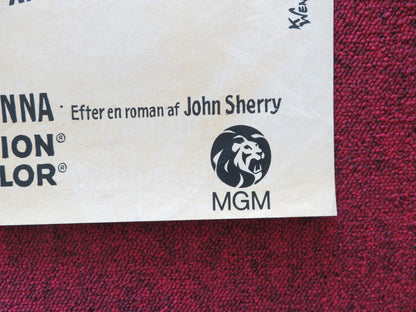 NNA · Efter en roman af John Sherry
ION®
LOR®
MGM